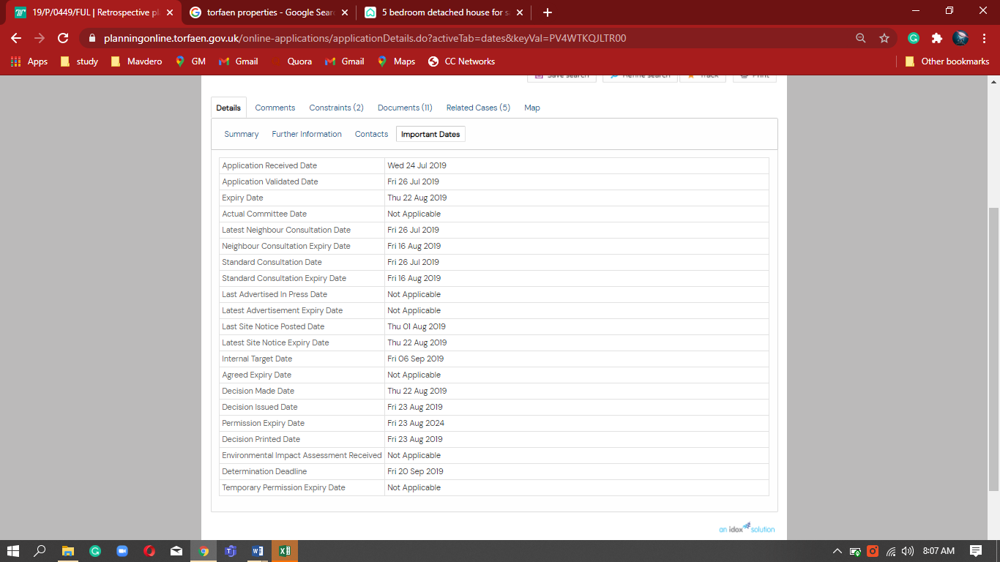 19/P/0449/FUL | Retrospective pl
torfaen properties - Google Sear
5 bedroom detached house for s
planningonline.torfaen.gov.uk/online-applications/applicationDetails.do?activeTab=dates&keyVal=PV4WTKQJLTR00
Apps study Mavdero GM Gmail Quora Gmail Maps CC Networks Other bookmarks
Save search Refine search Track Print
Details Comments Constraints (2) Documents (11) Related Cases (5) Map
Summary Further Information Contacts Important Dates
Application Received Date Wed 24 Jul 2019
Application Validated Date Fri 26 Jul 2019
Expiry Date Thu 22 Aug 2019
Actual Committee Date Not Applicable
Latest Neighbour Consultation Date Fri 26 Jul 2019
Neighbour Consultation Expiry Date Fri 16 Aug 2019
Standard Consultation Date Fri 26 Jul 2019
Standard Consultation Expiry Date Fri 16 Aug 2019
Last Advertised In Press Date Not Applicable
Latest Advertisement Expiry Date Not Applicable
Last Site Notice Posted Date Thu 01 Aug 2019
Latest Site Notice Expiry Date Thu 22 Aug 2019
Internal Target Date Fri 06 Sep 2019
Agreed Expiry Date Not Applicable
Decision Made Date Thu 22 Aug 2019
Decision Issued Date Fri 23 Aug 2019
Permission Expiry Date Fri 23 Aug 2024
Decision Printed Date Fri 23 Aug 2019
Environmental Impact Assessment Received Not Applicable
Determination Deadline Fri 20 Sep 2019
Temporary Permission Expiry Date Not Applicable
an idox solution
8:07 AM